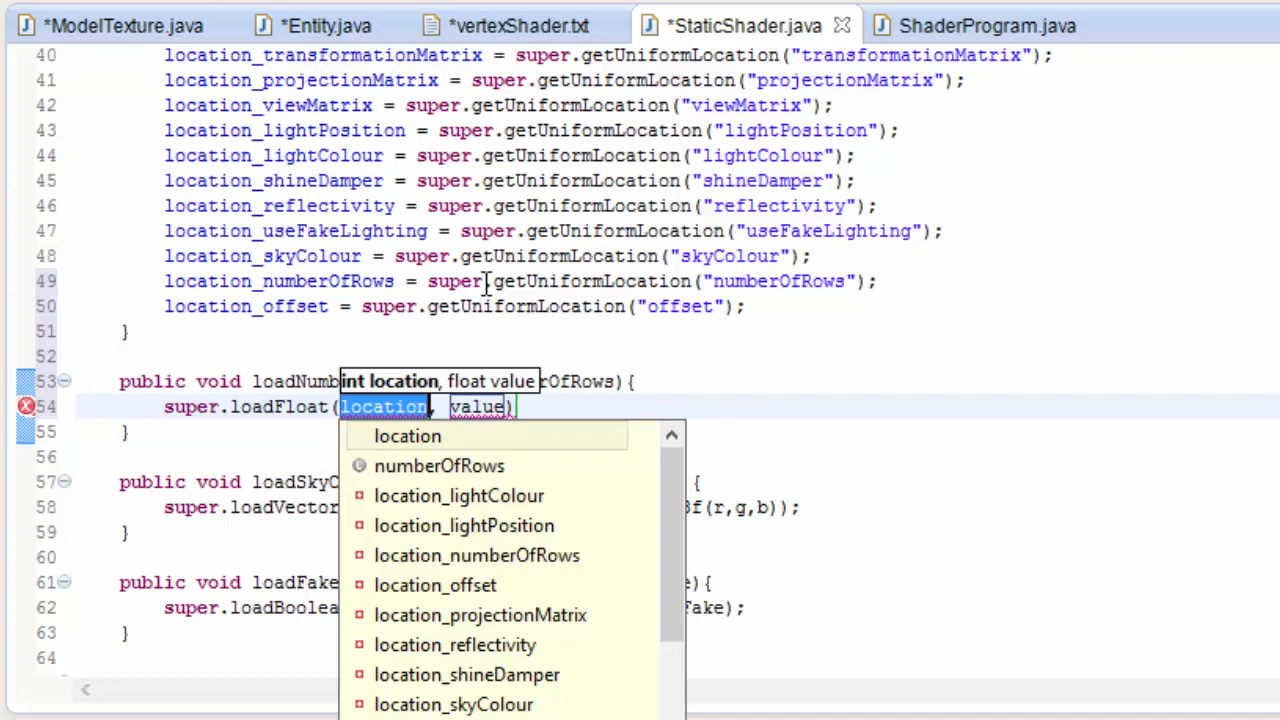 *ModelTexture.java *Entity.java *vertexShader.txt *StaticShader.java ShaderProgram.java
40 location_transformationMatrix = super.getUniformLocation("transformationMatrix");
41 location_projectionMatrix = super.getUniformLocation("projectionMatrix");
42 location_viewMatrix = super.getUniformLocation("viewMatrix");
43 location_lightPosition = super.getUniformLocation("lightPosition");
44 location_lightColour = super.getUniformLocation("lightColour");
45 location_shineDamper = super.getUniformLocation("shineDamper");
46 location_reflectivity = super.getUniformLocation("reflectivity");
47 location_useFakeLighting = super.getUniformLocation("useFakeLighting");
48 location_skyColour = super.getUniformLocation("skyColour");
49 location_numberOfRows = super.getUniformLocation("numberOfRows");
50 location_offset = super.getUniformLocation("offset");
51 }
52
int location, float value
53 public void loadNumb rOfRows){
54 super.loadFloat(location, value)
55 }
location
56
numberOfRows
57 public void loadSkyC {
location_lightColour
58 super.loadVector 3f(r,g,b));
location_lightPosition
59 }
location_numberOfRows
60
61 public void loadFake e){
location_offset
62 super.loadBoolea Fake);
location_projectionMatrix
63 }
location_reflectivity
64
location_shineDamper
location_skyColour